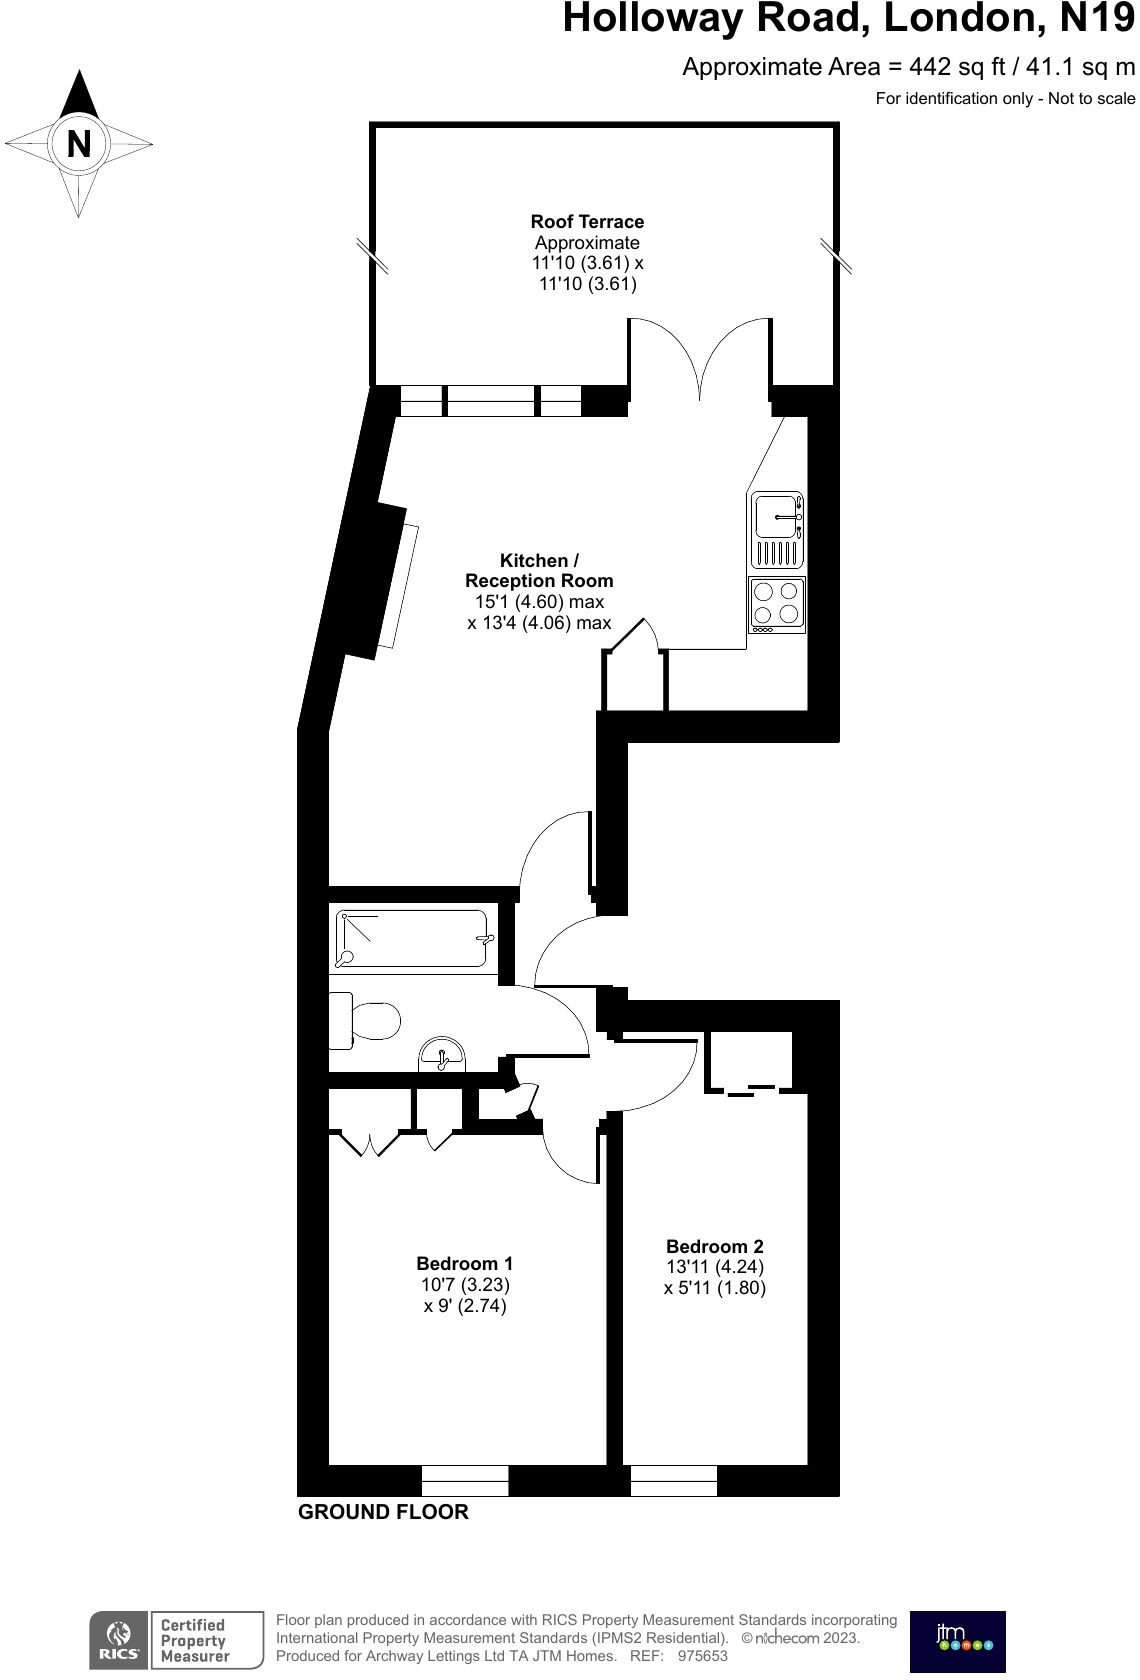 Holloway Road, London, N19
Approximate Area = 442 sq ft / 41.1 sq m
For identification only - Not to scale
N
Roof Terrace
Approximate
11'10 (3.61) x
11'10 (3.61)
Kitchen /
Reception Room
15'1 (4.60) max
x 13'4 (4.06) max
Bedroom 1
10'7 (3.23)
x 9' (2.74)
Bedroom 2
13'11 (4.24)
x 5'11 (1.80)
GROUND FLOOR
RICS
Certified
Property
Measurer
Floor plan produced in accordance with RICS Property Measurement Standards incorporating
International Property Measurement Standards (IPMS2 Residential). © nichecom 2023.
Produced for Archway Lettings Ltd TA JTM Homes. REF: 975653
jtm
homes